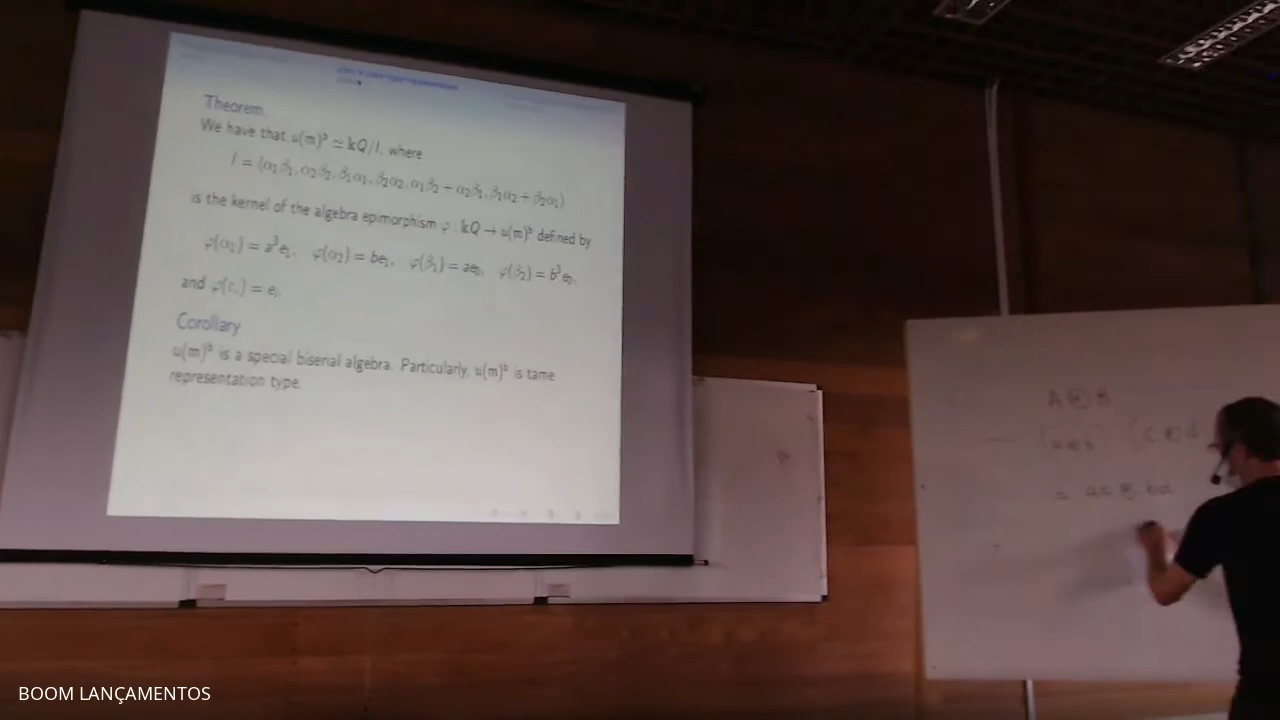 Theorem.
We have that u(m)ᵇ ≃ kQ/I, where
I = ⟨α₁β₁, α₂β₂, β₁α₁, β₂α₂, α₁β₂ − α₂β₁, β₁α₂ + β₂α₁⟩
is the kernel of the algebra epimorphism φ : kQ → u(m)ᵇ defined by
φ(α₁) = a³e₁, φ(α₂) = be₁, φ(β₁) = ae₀, φ(β₂) = b³e₀,
and φ(εᵢ) = eᵢ.
Corollary
u(m)ᵇ is a special biserial algebra. Particularly, u(m)ᵇ is tame
representation type.
A ⊗ B
(a⊗b) (c⊗d
= ac ⊗ bd
BOOM LANÇAMENTOS